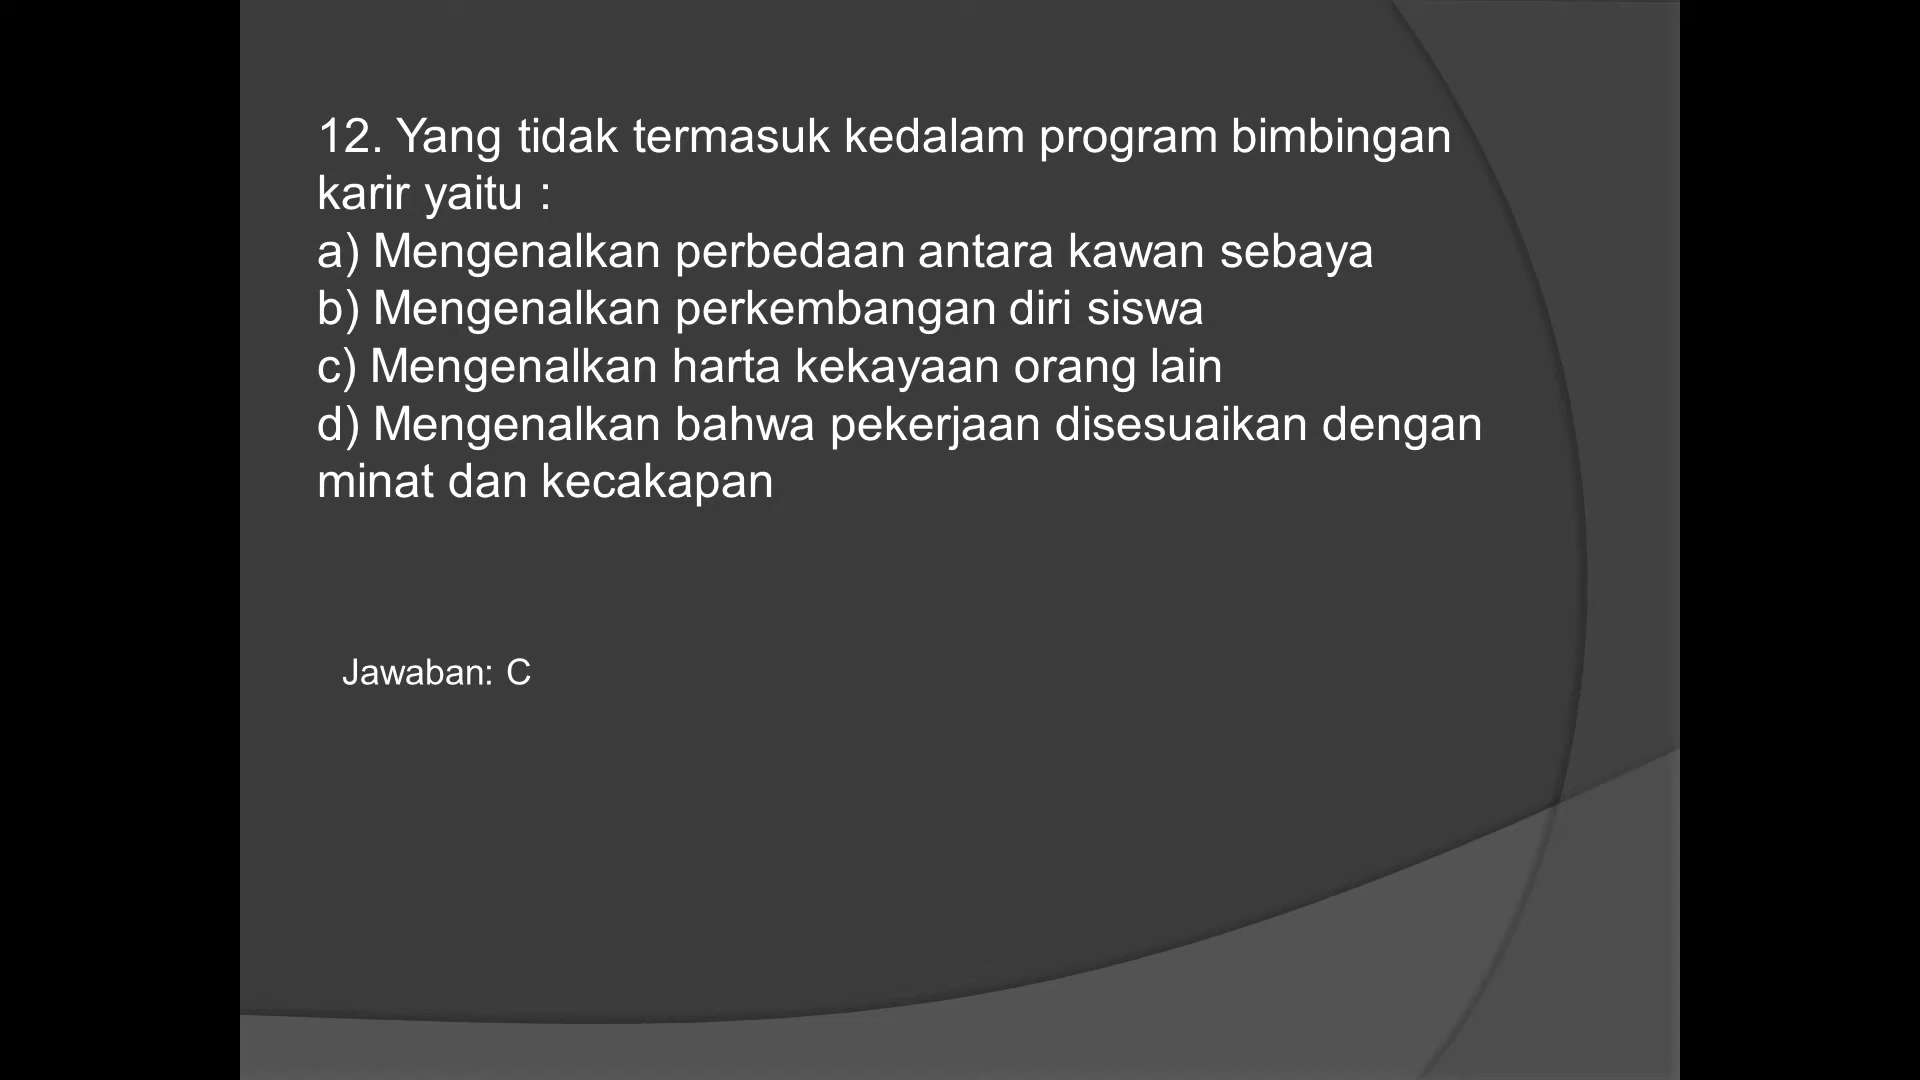 12. Yang tidak termasuk kedalam program bimbingan
karir yaitu :
a) Mengenalkan perbedaan antara kawan sebaya
b) Mengenalkan perkembangan diri siswa
c) Mengenalkan harta kekayaan orang lain
d) Mengenalkan bahwa pekerjaan disesuaikan dengan
minat dan kecakapan
Jawaban: C